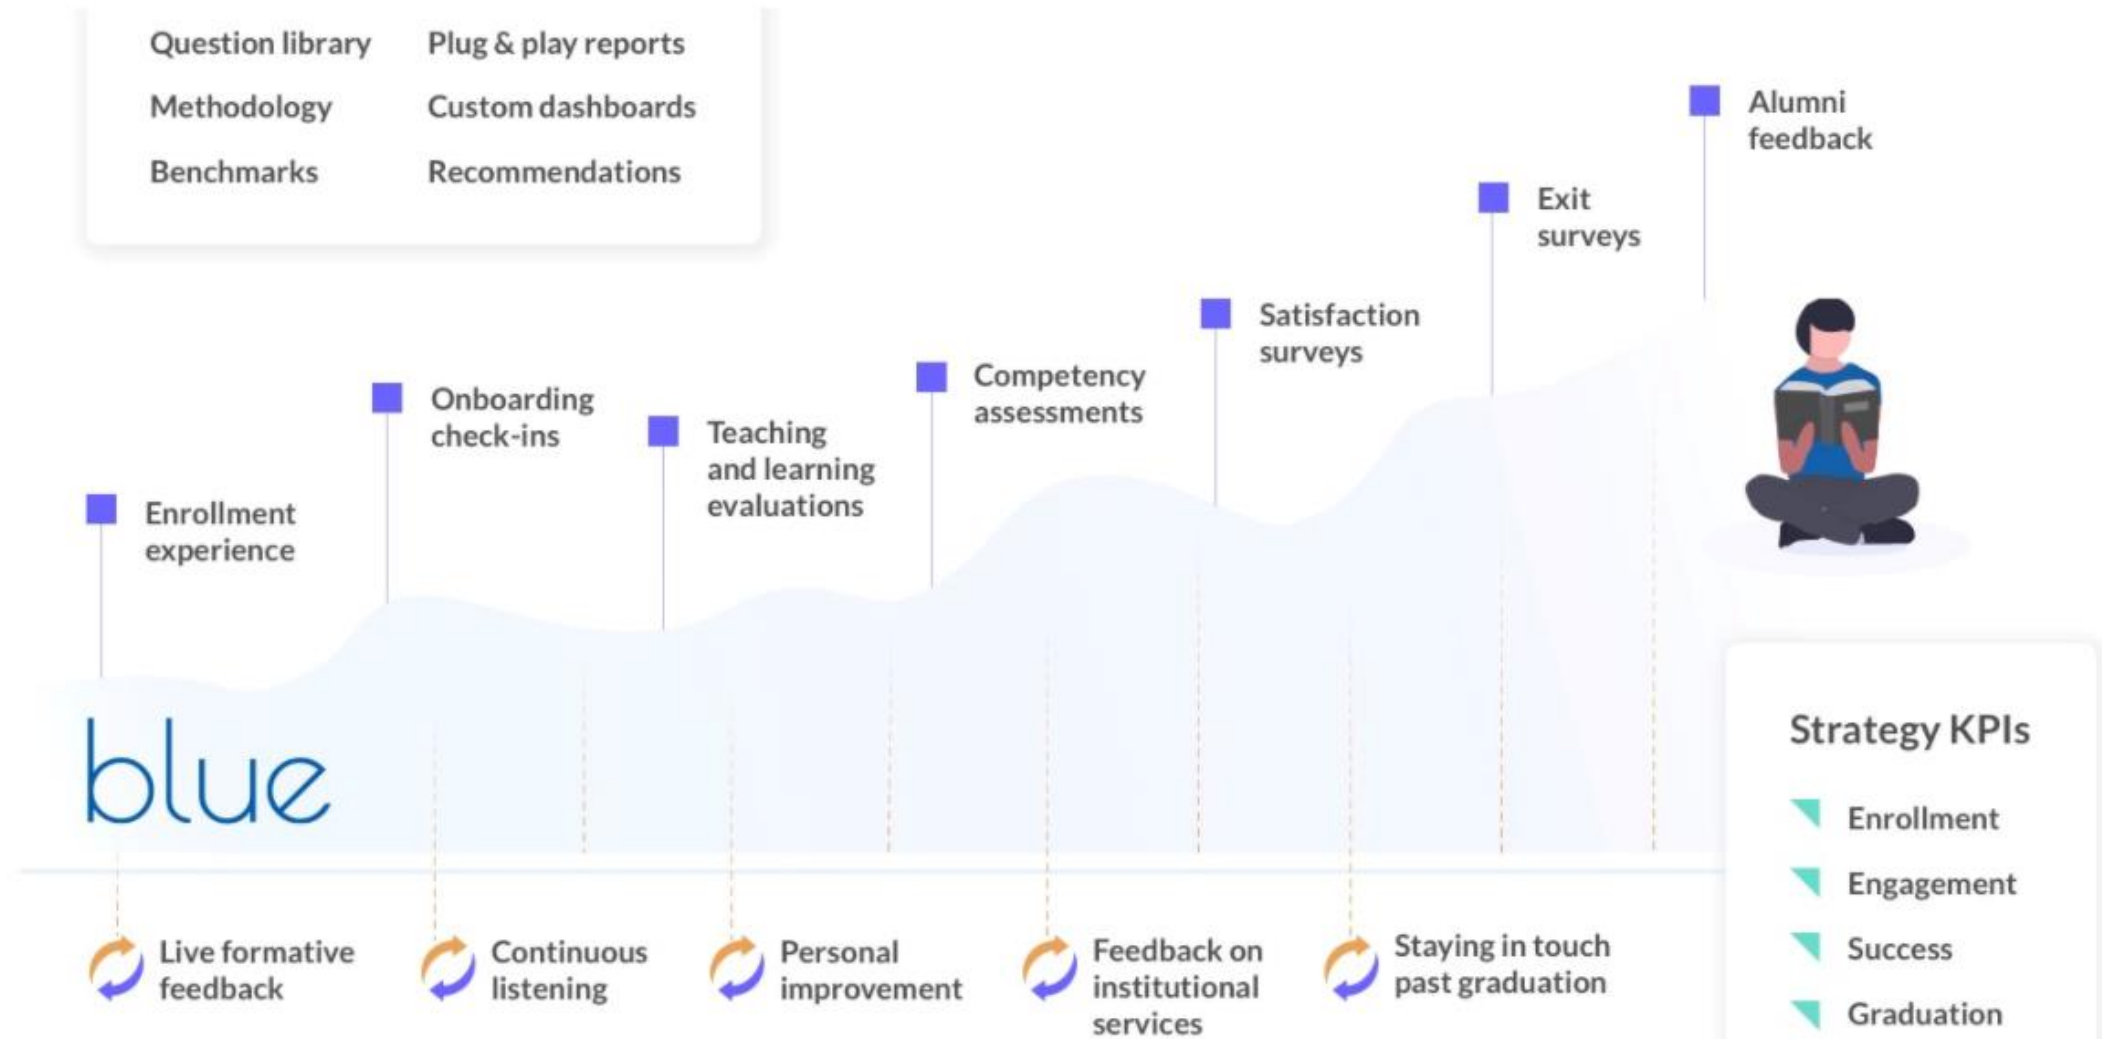 Question library
Plug & play reports
Methodology
Custom dashboards
Benchmarks
Recommendations
Alumni
feedback
Exit
surveys
Satisfaction
surveys
Competency
assessments
Onboarding
check-ins
Teaching
and learning
evaluations
Enrollment
experience
blue
Strategy KPIs
Enrollment
Engagement
Success
Graduation
Live formative
feedback
Continuous
listening
Personal
improvement
Feedback on
institutional
services
Staying in touch
past graduation